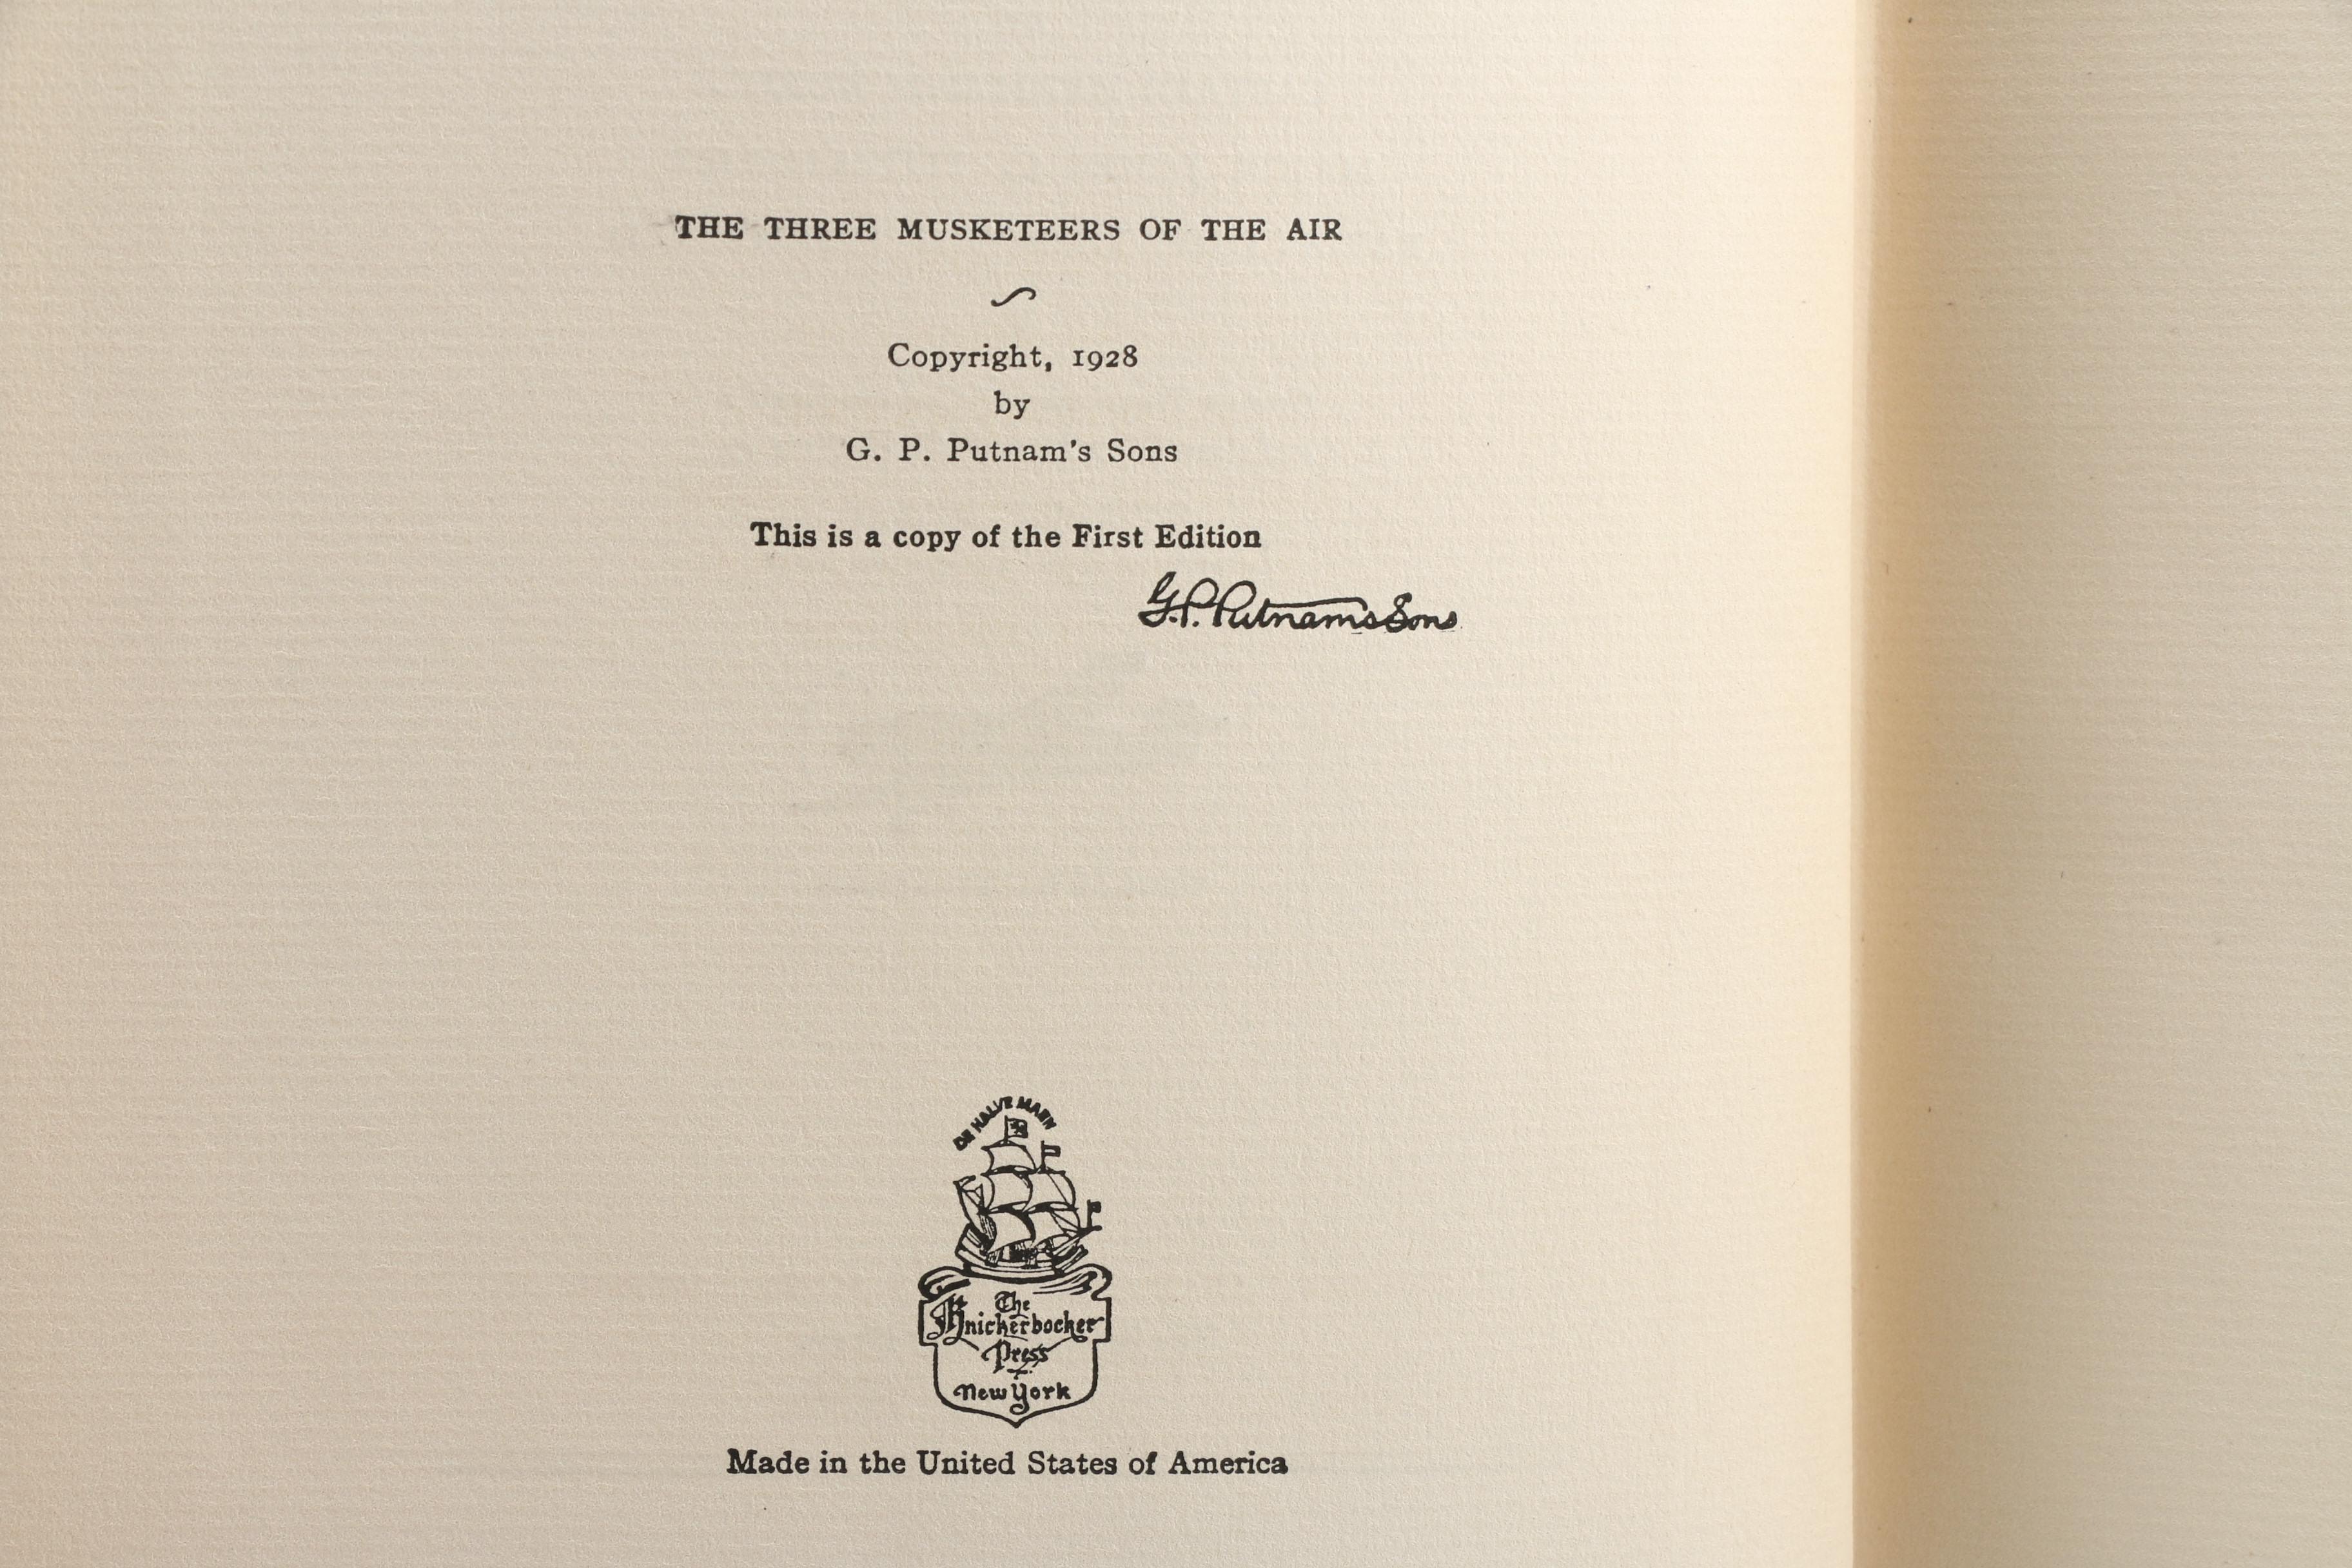 THE THREE MUSKETEERS OF THE AIR
Copyright, 1928
by
G. P. Putnam's Sons
This is a copy of the First Edition
G.P. Putnam's Sons
DE HALVE MAEN
The
Knickerbocker
Press
New York
Made in the United States of America